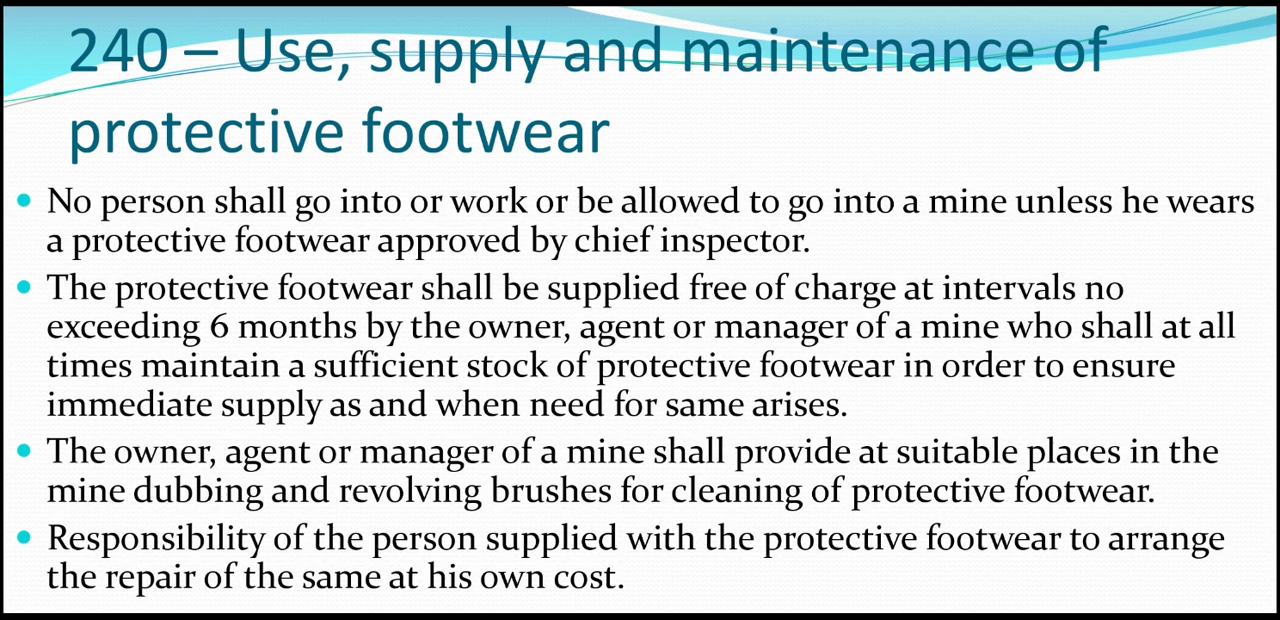 240 – Use, supply and maintenance of
protective footwear
• No person shall go into or work or be allowed to go into a mine unless he wears
a protective footwear approved by chief inspector.
• The protective footwear shall be supplied free of charge at intervals no
exceeding 6 months by the owner, agent or manager of a mine who shall at all
times maintain a sufficient stock of protective footwear in order to ensure
immediate supply as and when need for same arises.
• The owner, agent or manager of a mine shall provide at suitable places in the
mine dubbing and revolving brushes for cleaning of protective footwear.
• Responsibility of the person supplied with the protective footwear to arrange
the repair of the same at his own cost.